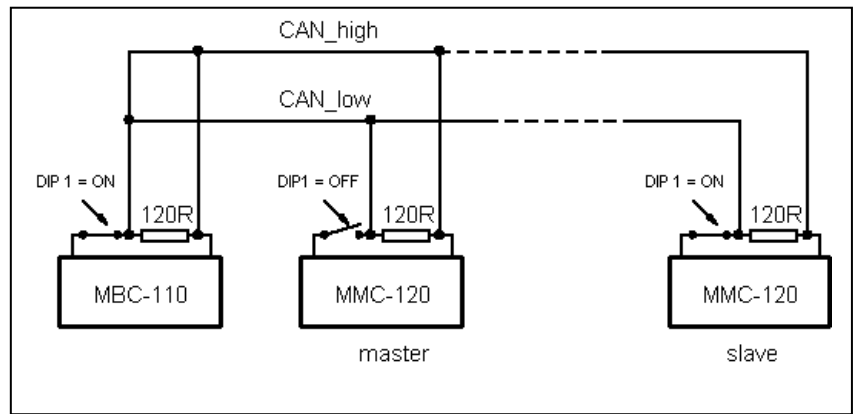 CAN_high
CAN_low
DIP 1 = ON
DIP1 = OFF
DIP 1 = ON
120R
120R
120R
MBC-110
MMC-120
MMC-120
master
slave